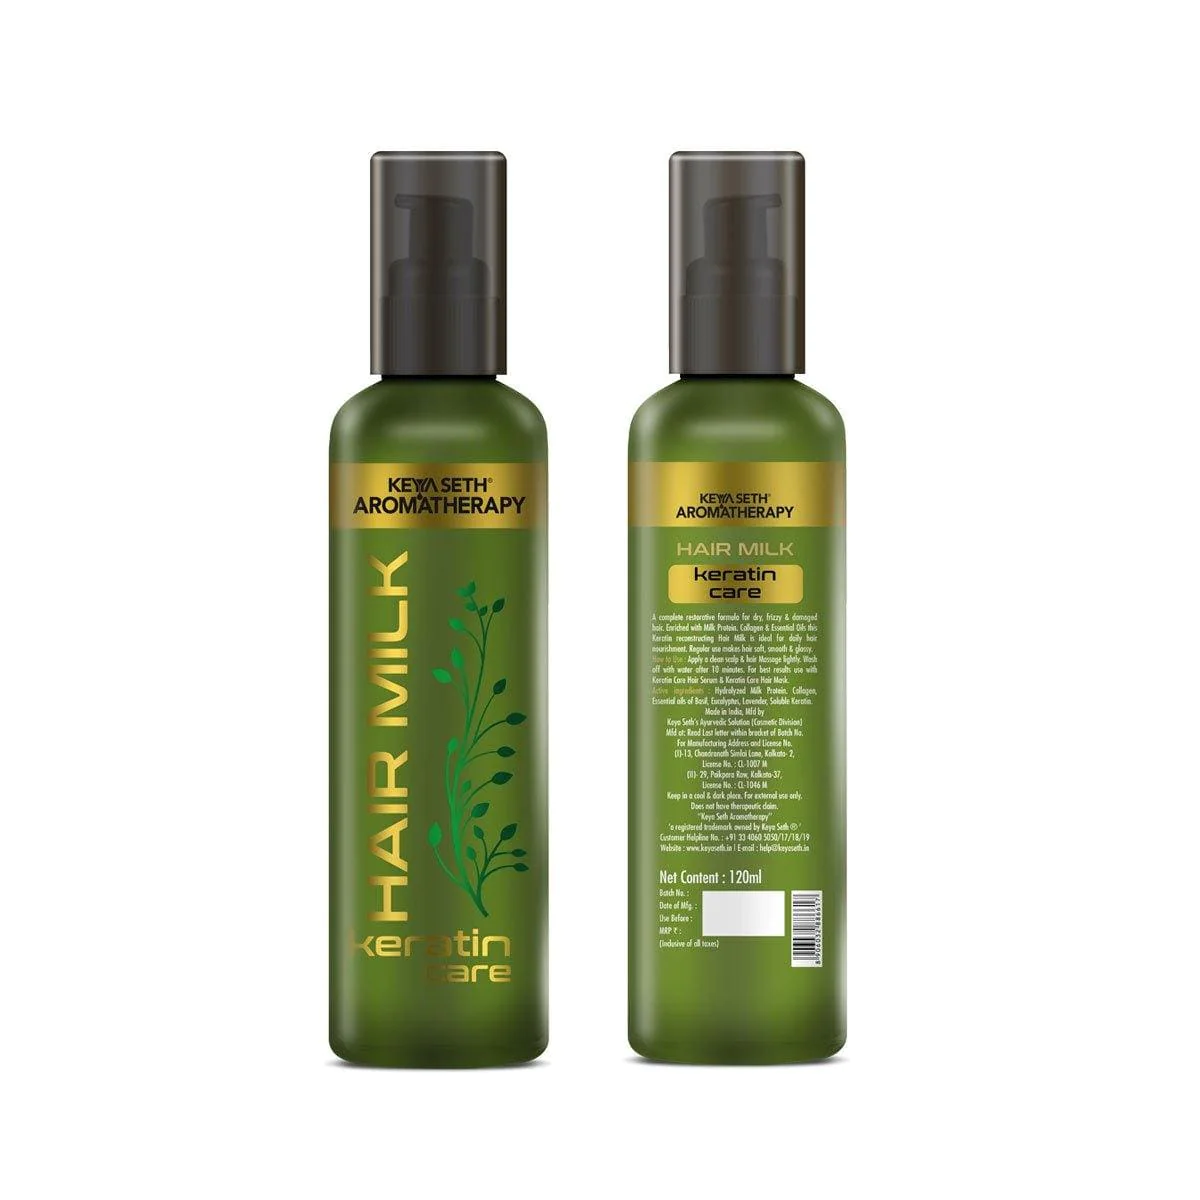 KEYA SETH®
AROMATHERAPY
HAIR MILK
keratin
care
KEYA SETH®
AROMATHERAPY
HAIR MILK
keratin
care
A complete restorative formula for dry, frizzy & damaged
hair. Enriched with Milk Protein. Collagen & Essential Oils this
Keratin reconstructing Hair Milk is ideal for daily hair
nourishment. Regular use makes hair soft, smooth & glossy.
How to Use : Apply a clean scalp & hair Massage lightly. Wash
off with water after 10 minutes. For best results use with
Keratin Care Hair Serum & Keratin Care Hair Mask.
Active ingredients : Hydrolyzed Milk Protein. Collagen,
Essential oils of Basil, Eucalyptus, Lavender, Soluble Keratin.
Made in India, Mfd by
Keya Seth's Ayurvedic Solution (Cosmetic Division)
Mfd at: Read Last letter within bracket of Batch No.
For Manufacturing Address and License No.
(I)-13, Chandranath Simlai Lane, Kolkata- 2,
License No. : CL-1007 M
(II)- 29, Paikpara Raw, Kolkata-37,
License No. : CL-1046 M
Keep in a cool & dark place. For external use only.
Does not have therapeutic claim.
"Keya Seth Aromatherapy"
'a registered trademark owned by Keya Seth ® '
Customer Helpline No. : +91 33 4060 5050/17/18/19
Website : www.keyaseth.in I E-mail : help@keyaseth.in
Net Content : 120ml
Batch No. :
Date of Mfg. :
Use Before :
MRP ₹ :
(Inclusive of all taxes)
8 906032 886617